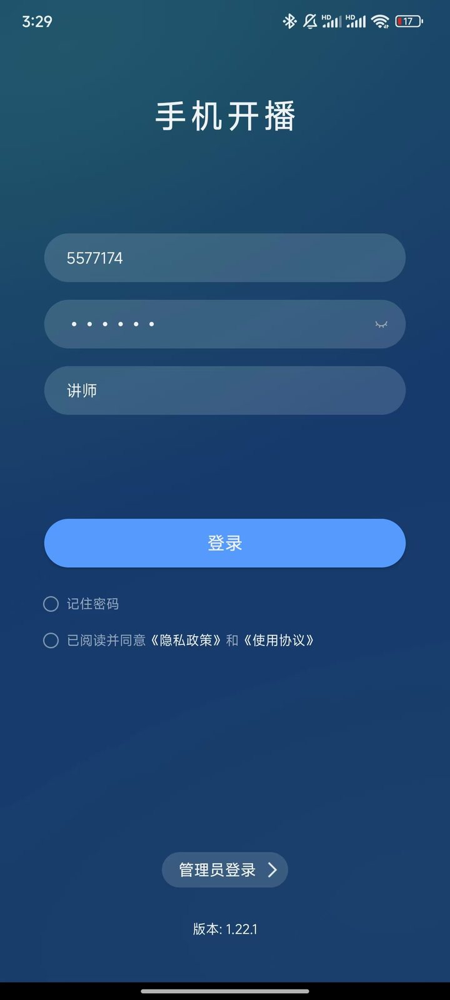 3:29
HD HD 17
手机开播
5577174
••••••
讲师
登录
记住密码
已阅读并同意《隐私政策》和《使用协议》
管理员登录
版本: 1.22.1